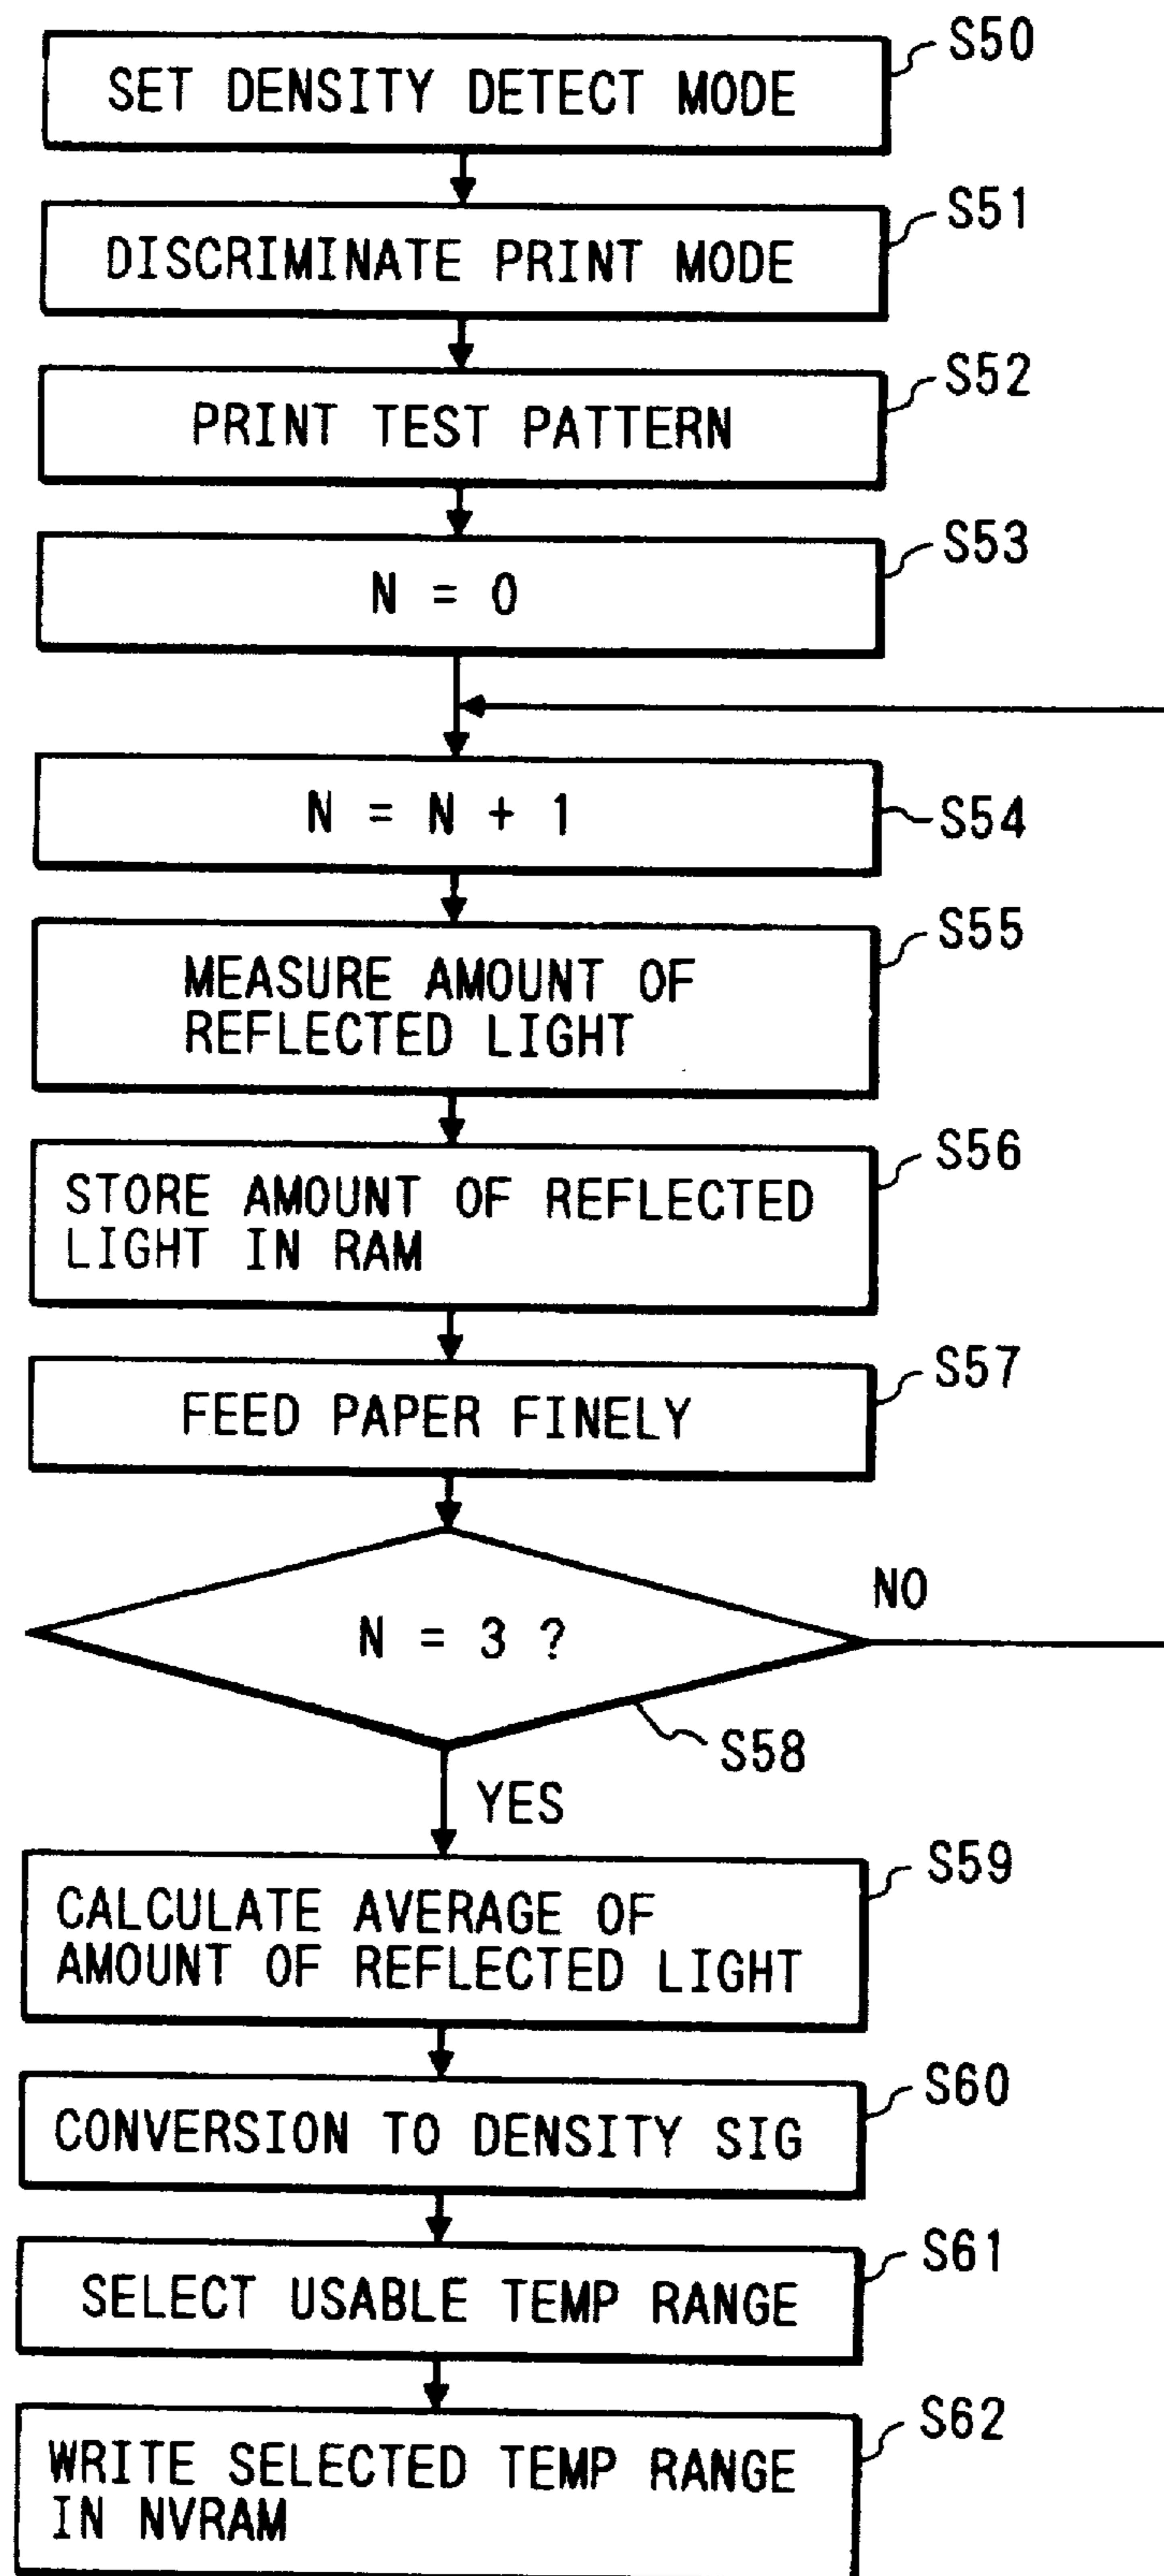 S50
SET DENSITY DETECT MODE
S51
DISCRIMINATE PRINT MODE
S52
PRINT TEST PATTERN
S53
N = 0
N = N + 1
S54
S55
MEASURE AMOUNT OF
REFLECTED LIGHT
S56
STORE AMOUNT OF REFLECTED
LIGHT IN RAM
S57
FEED PAPER FINELY
NO
N = 3 ?
S58
YES
S59
CALCULATE AVERAGE OF
AMOUNT OF REFLECTED LIGHT
S60
CONVERSION TO DENSITY SIG
S61
SELECT USABLE TEMP RANGE
S62
WRITE SELECTED TEMP RANGE
IN NVRAM